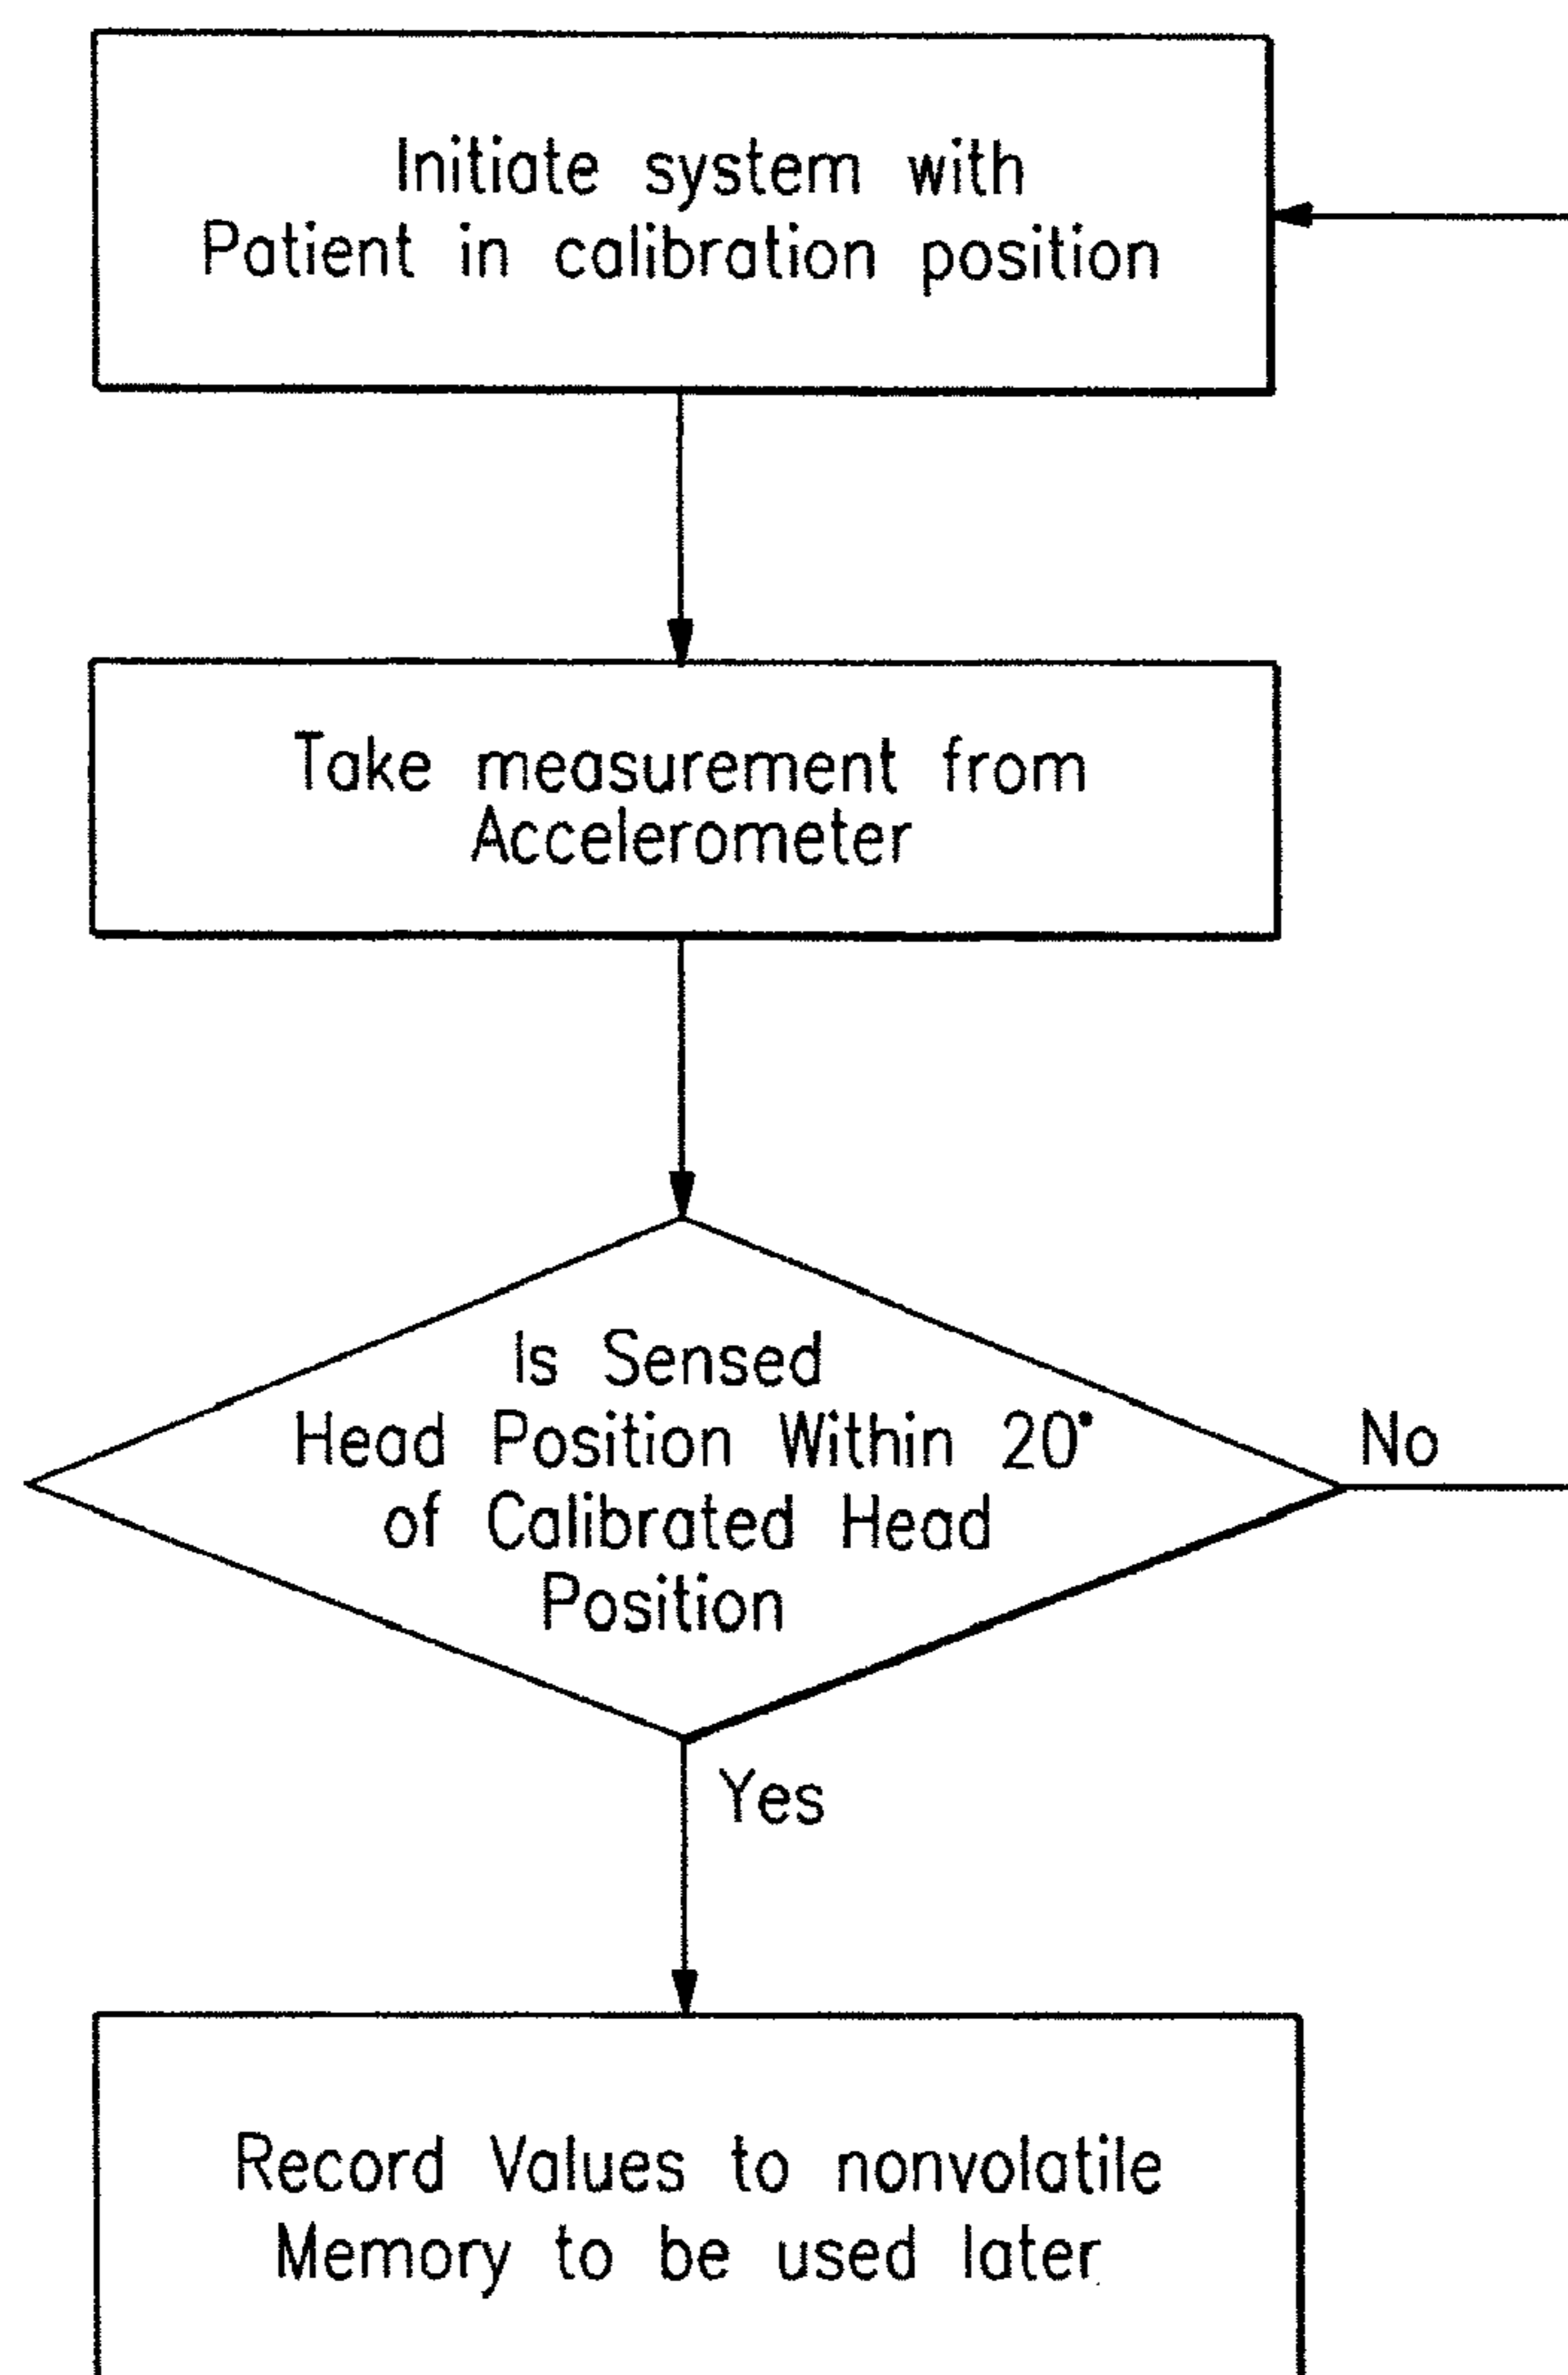 Initiate system with
Patient in calibration position
Take measurement from
Accelerometer
Is Sensed
Head Position Within 20°
of Calibrated Head
Position
No
Yes
Record Values to nonvolatile
Memory to be used later